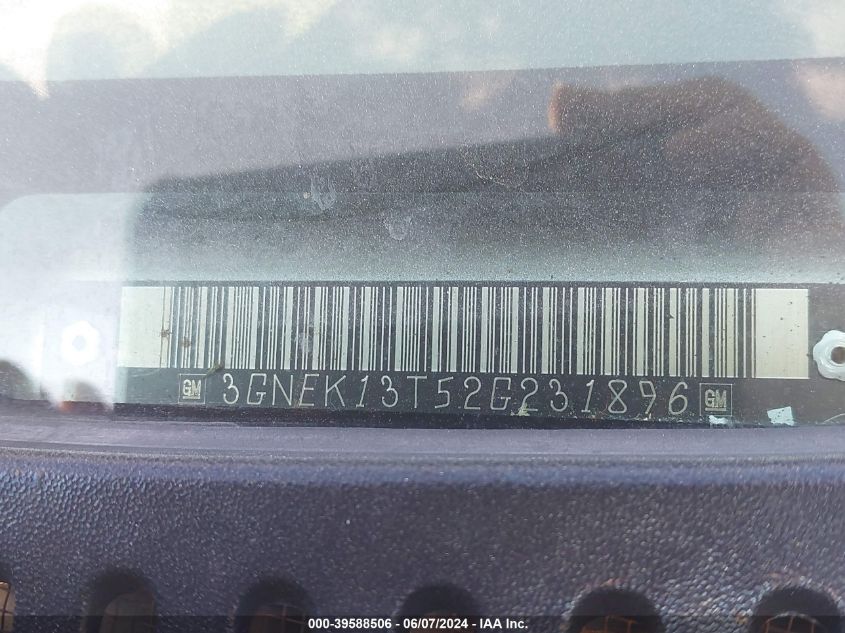 GM 3GNEK13T52G231896 GM
000-39588506 / 06/07/2024 - IAA Inc.